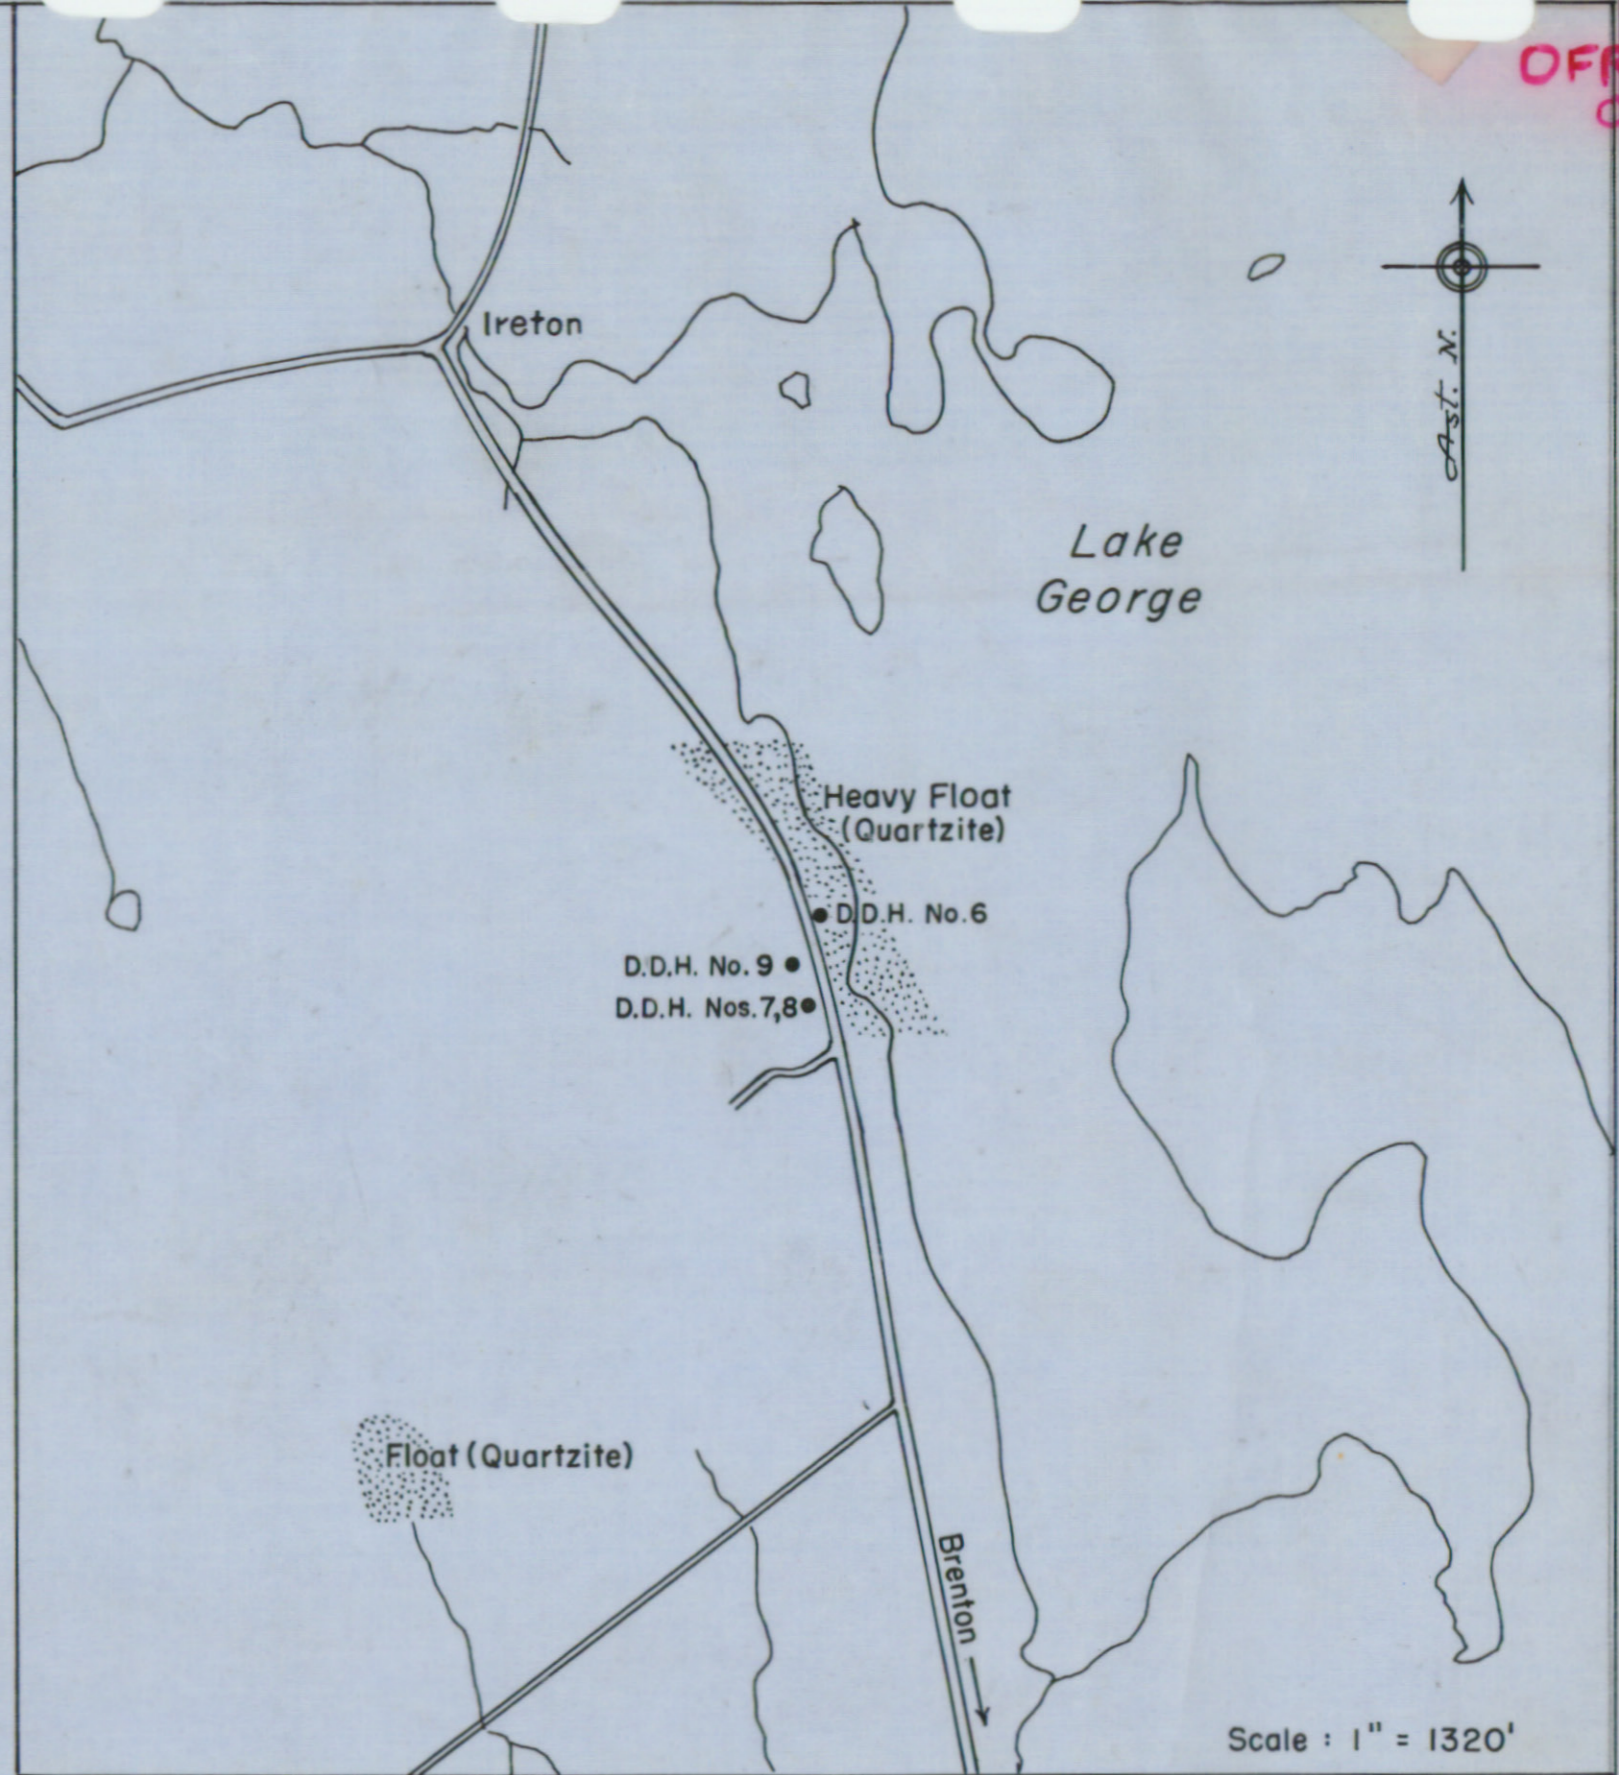 Ireton
Ast. N.
Lake
George
Heavy Float
(Quartzite)
D.D.H. No. 6
D.D.H. No. 9
D.D.H. Nos. 7,8
Float (Quartzite)
Brenton
Scale : 1" = 1320'